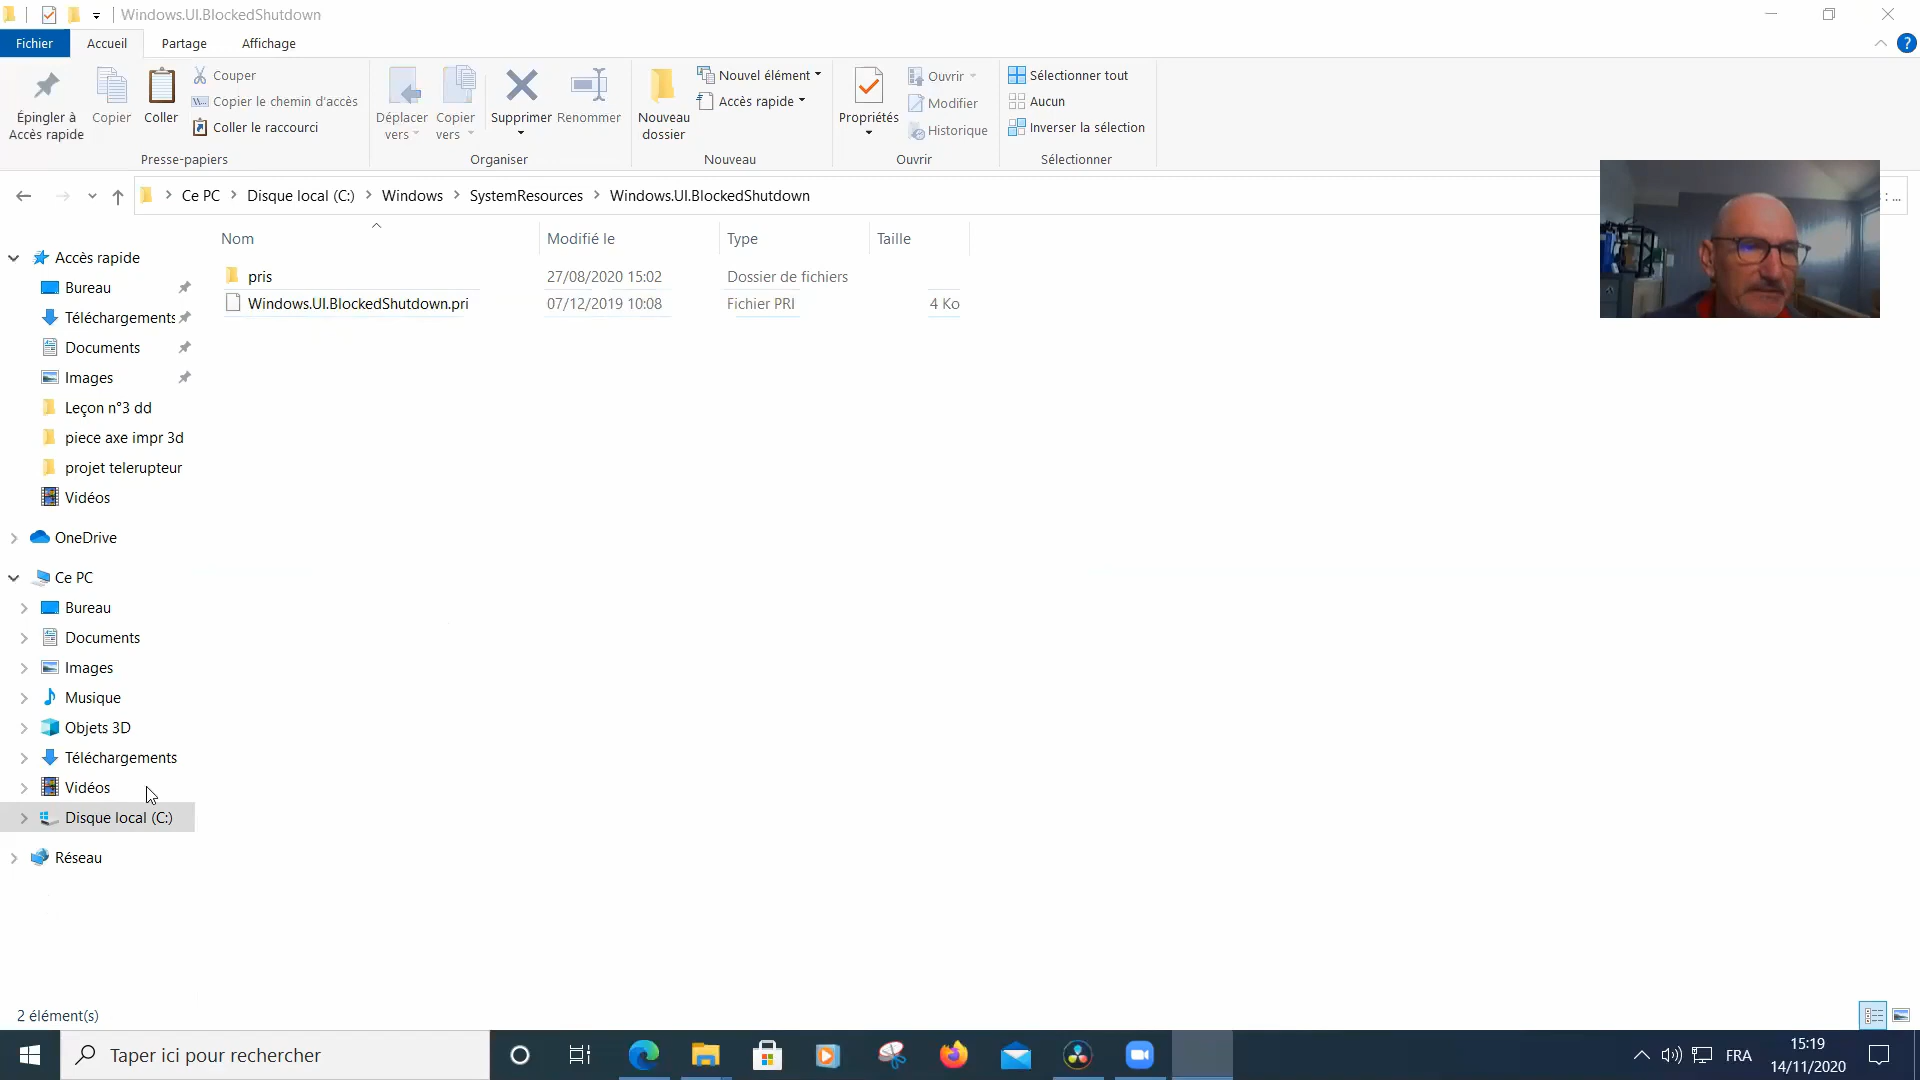 Windows.UI.BlockedShutdown
Fichier Accueil Partage Affichage
Épingler à Accès rapide
Copier
Coller
Couper
Copier le chemin d'accès
Coller le raccourci
Presse-papiers
Déplacer vers
Copier vers
Supprimer
Renommer
Organiser
Nouveau dossier
Nouvel élément
Accès rapide
Nouveau
Propriétés
Ouvrir
Modifier
Historique
Ouvrir
Sélectionner tout
Aucun
Inverser la sélection
Sélectionner
Ce PC > Disque local (C:) > Windows > SystemResources > Windows.UI.BlockedShutdown
Nom Modifié le Type Taille
pris 27/08/2020 15:02 Dossier de fichiers
Windows.UI.BlockedShutdown.pri 07/12/2019 10:08 Fichier PRI 4 Ko
Accès rapide
Bureau
Téléchargements
Documents
Images
Leçon n°3 dd
piece axe impr 3d
projet telerupteur
Vidéos
OneDrive
Ce PC
Bureau
Documents
Images
Musique
Objets 3D
Téléchargements
Vidéos
Disque local (C:)
Réseau
2 élément(s)
Taper ici pour rechercher
FRA
15:19
14/11/2020